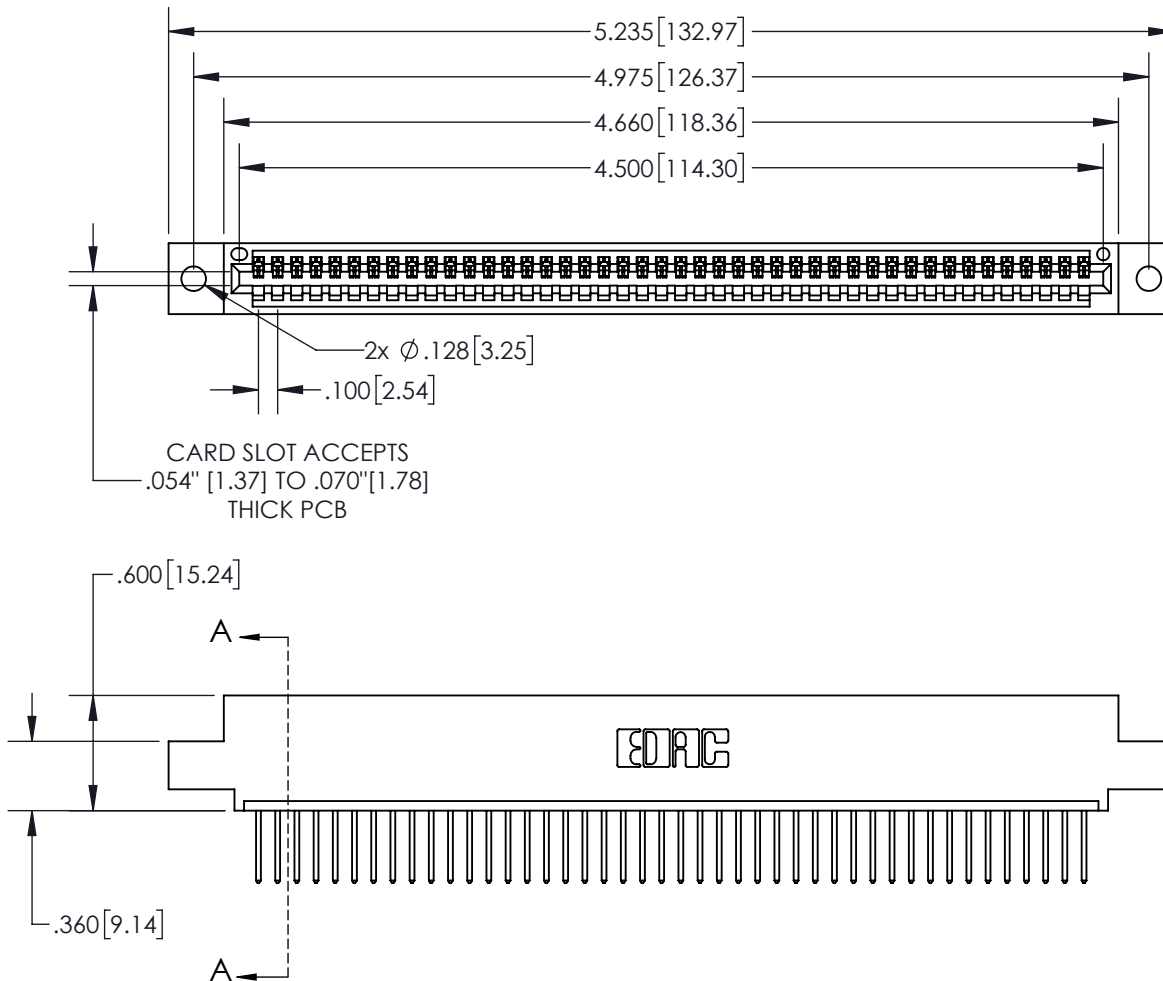 5.235[132.97]
4.975[126.37]
4.660[118.36]
4.500[114.30]
2x Ø.128[3.25]
.100[2.54]
CARD SLOT ACCEPTS
.054" [1.37] TO .070"[1.78]
THICK PCB
.600[15.24]
A
EDAC
.360[9.14]
A